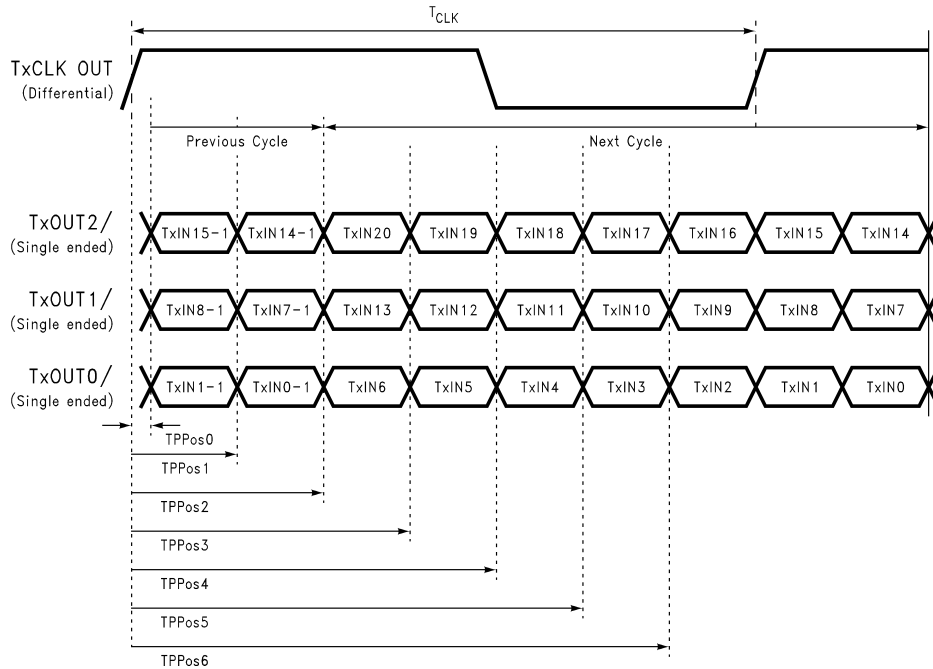 TCLK
TxCLK OUT
(Differential)
Previous Cycle
Next Cycle
TxOUT2/
(Single ended)
TxIN15-1 TxIN14-1 TxIN20 TxIN19 TxIN18 TxIN17 TxIN16 TxIN15 TxIN14
TxOUT1/
(Single ended)
TxIN8-1 TxIN7-1 TxIN13 TxIN12 TxIN11 TxIN10 TxIN9 TxIN8 TxIN7
TxOUT0/
(Single ended)
TxIN1-1 TxIN0-1 TxIN6 TxIN5 TxIN4 TxIN3 TxIN2 TxIN1 TxIN0
TPPos0
TPPos1
TPPos2
TPPos3
TPPos4
TPPos5
TPPos6